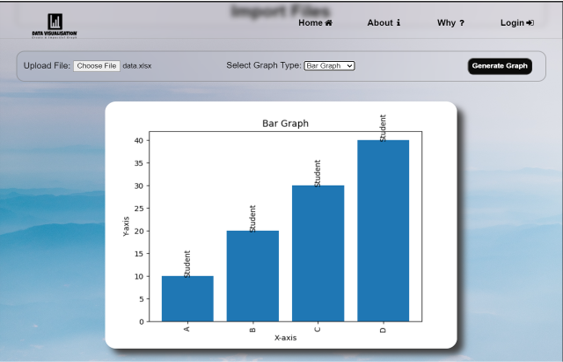 Import Files
DATA VISUALISATION
Home About i Why ? Login
Upload File: Choose File data.xlsx Select Graph Type: Bar Graph Generate Graph
Bar Graph
40
35
30
25
20
15
10
5
0
Y-axis
Student
Student
Student
Student
A B C D
X-axis